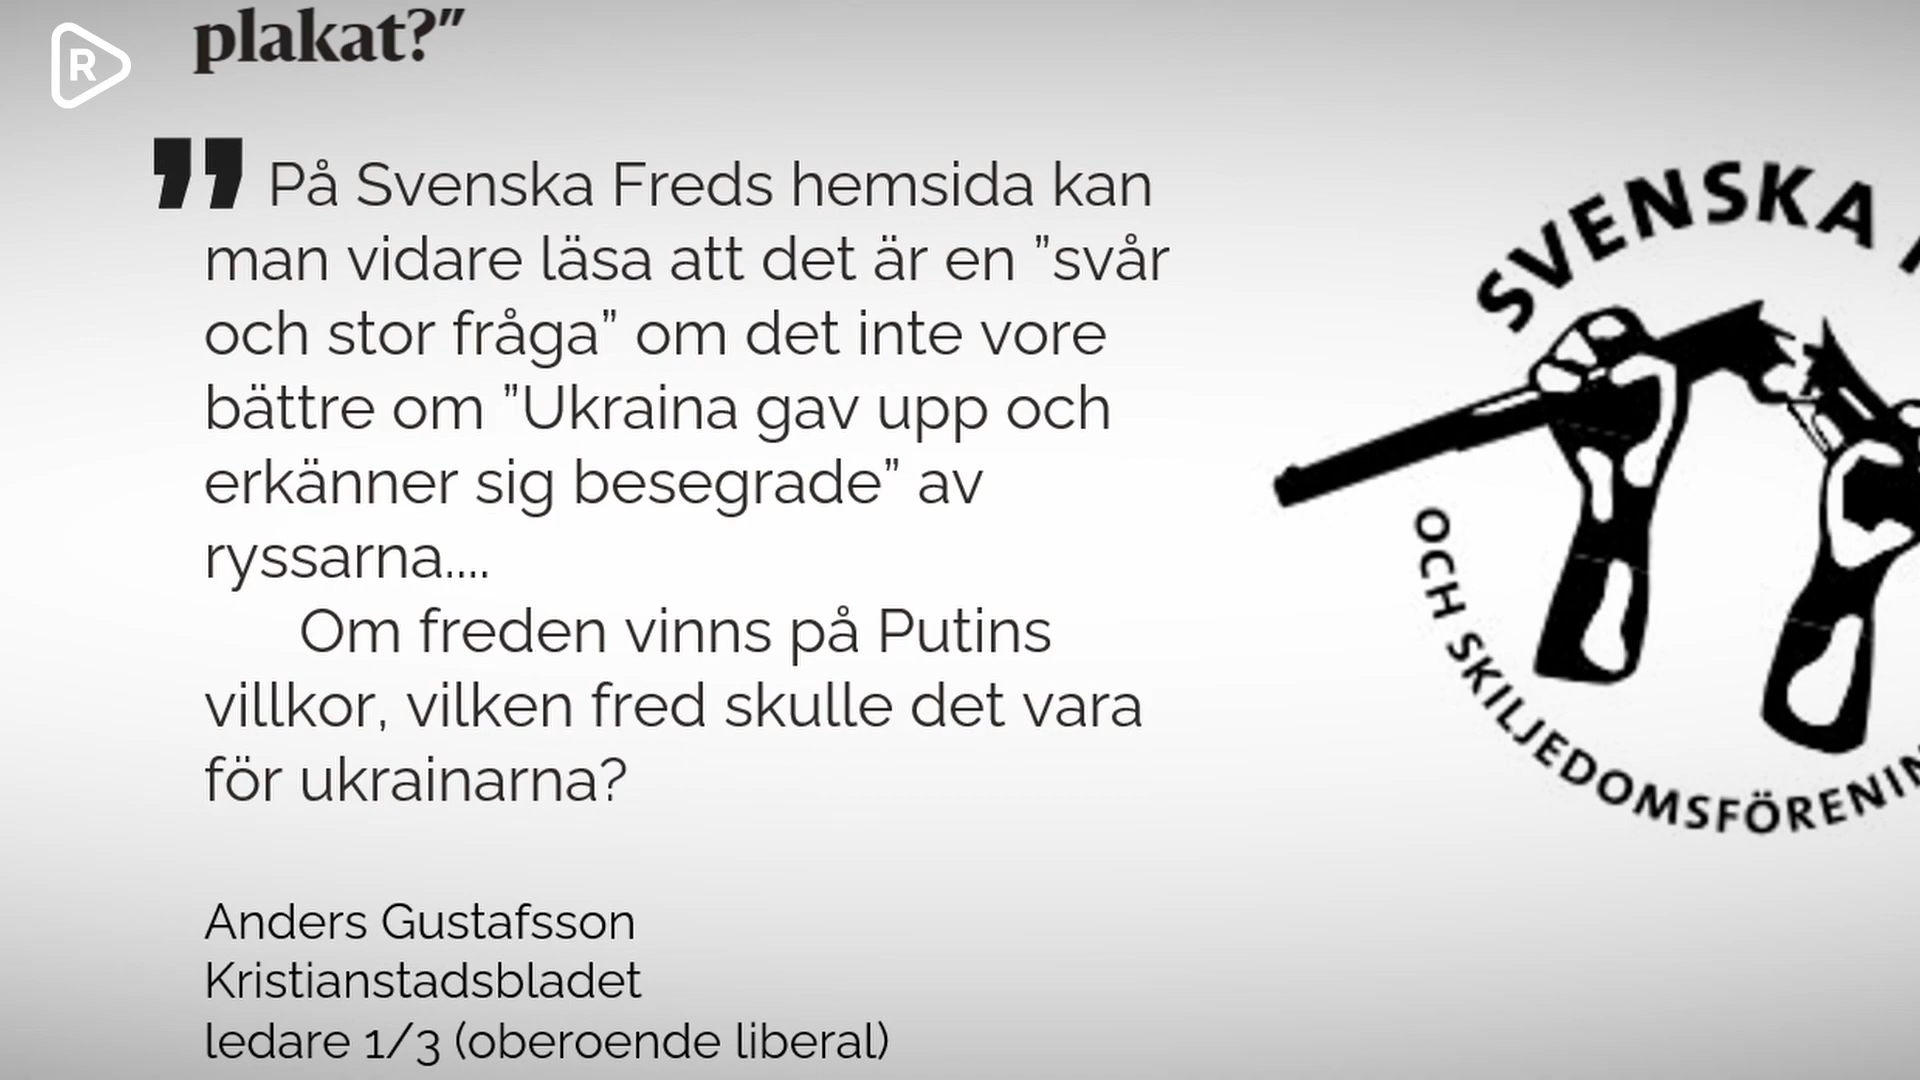 plakat?”
R
” På Svenska Freds hemsida kan
man vidare läsa att det är en ”svår
och stor fråga” om det inte vore
bättre om ”Ukraina gav upp och
erkänner sig besegrade” av
ryssarna....
Om freden vinns på Putins
villkor, vilken fred skulle det vara
för ukrainarna?
Anders Gustafsson
Kristianstadsbladet
ledare 1/3 (oberoende liberal)
SVENSKA
OCH SKILJEDOMSFÖRENIN